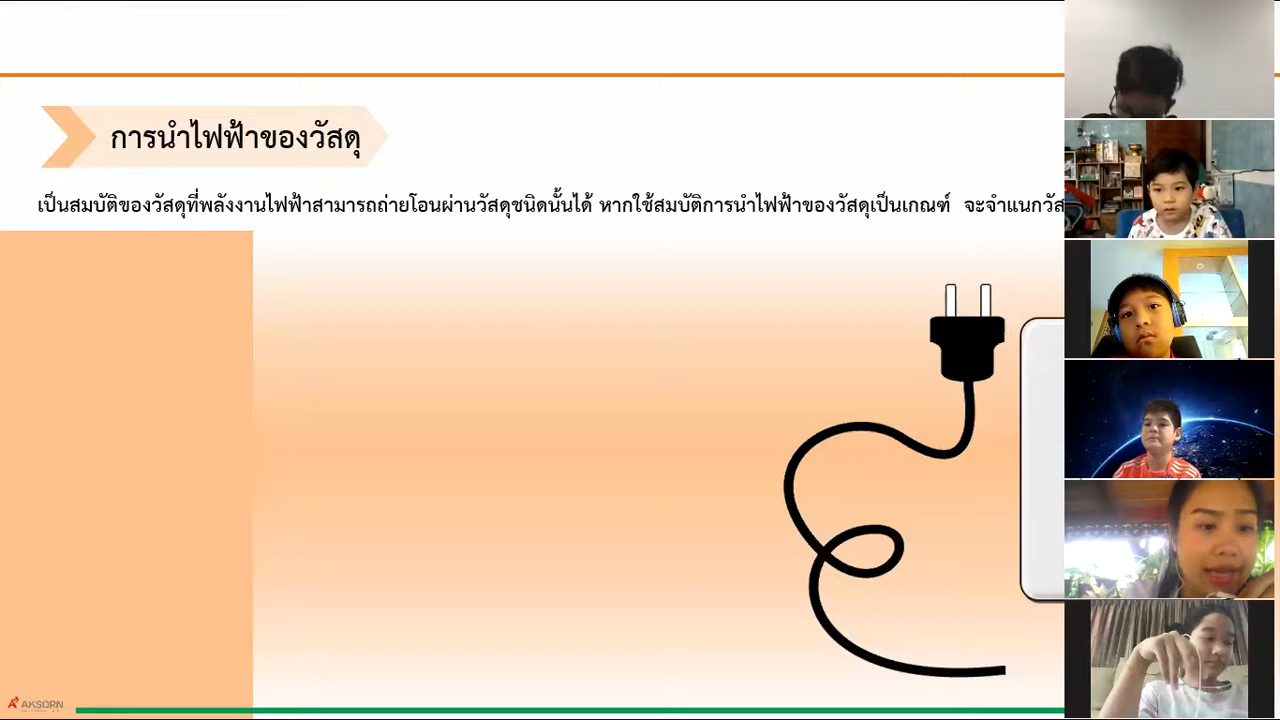 การนำไฟฟ้าของวัสดุ
เป็นสมบัติของวัสดุที่พลังงานไฟฟ้าสามารถถ่ายโอนผ่านวัสดุชนิดนั้นได้ หากใช้สมบัติการนำไฟฟ้าของวัสดุเป็นเกณฑ์ จะจำแนกวัส
AKSORN